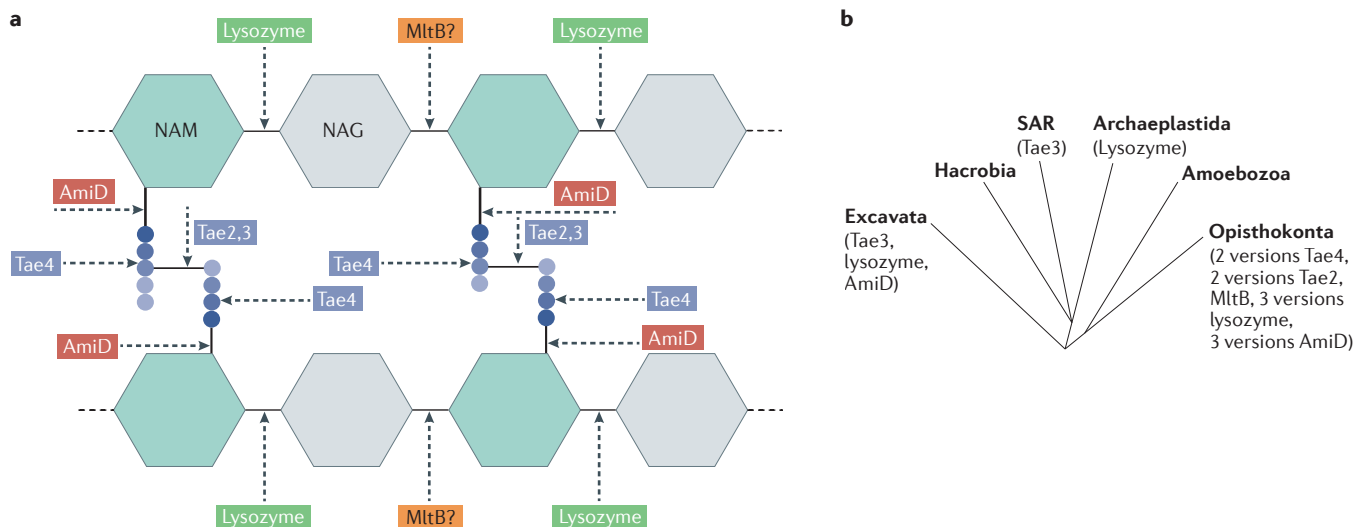 a
Lysozyme
MltB?
Lysozyme
NAM
NAG
AmiD
AmiD
Tae2,3
Tae2,3
Tae4
Tae4
Tae4
Tae4
AmiD
AmiD
Lysozyme
MltB?
Lysozyme
b
SAR
(Tae3)
Archaeplastida
(Lysozyme)
Hacrobia
Amoebozoa
Excavata
(Tae3,
lysozyme,
AmiD)
Opisthokonta
(2 versions Tae4,
2 versions Tae2,
MltB, 3 versions
lysozyme,
3 versions AmiD)